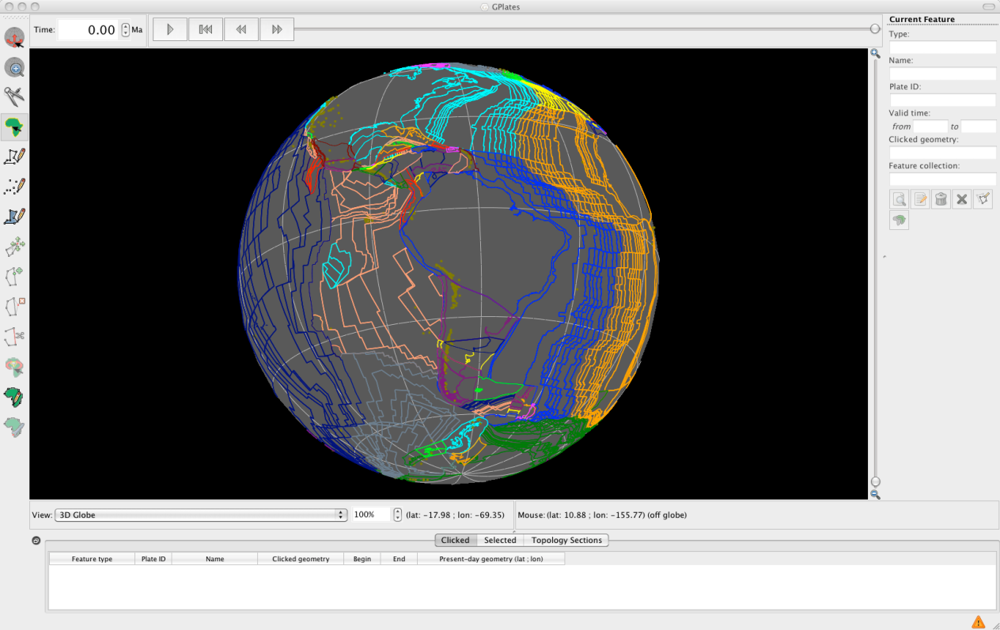 GPlates
Time: 0.00 Ma
Current Feature
Type:
Name:
Plate ID:
Valid time:
from to
Clicked geometry:
Feature collection:
View: 3D Globe 100% (lat: -17.98 ; lon: -69.35) Mouse: (lat: 10.88 ; lon: -155.77) (off globe)
Clicked Selected Topology Sections
Feature type Plate ID Name Clicked geometry Begin End Present-day geometry (lat ; lon)